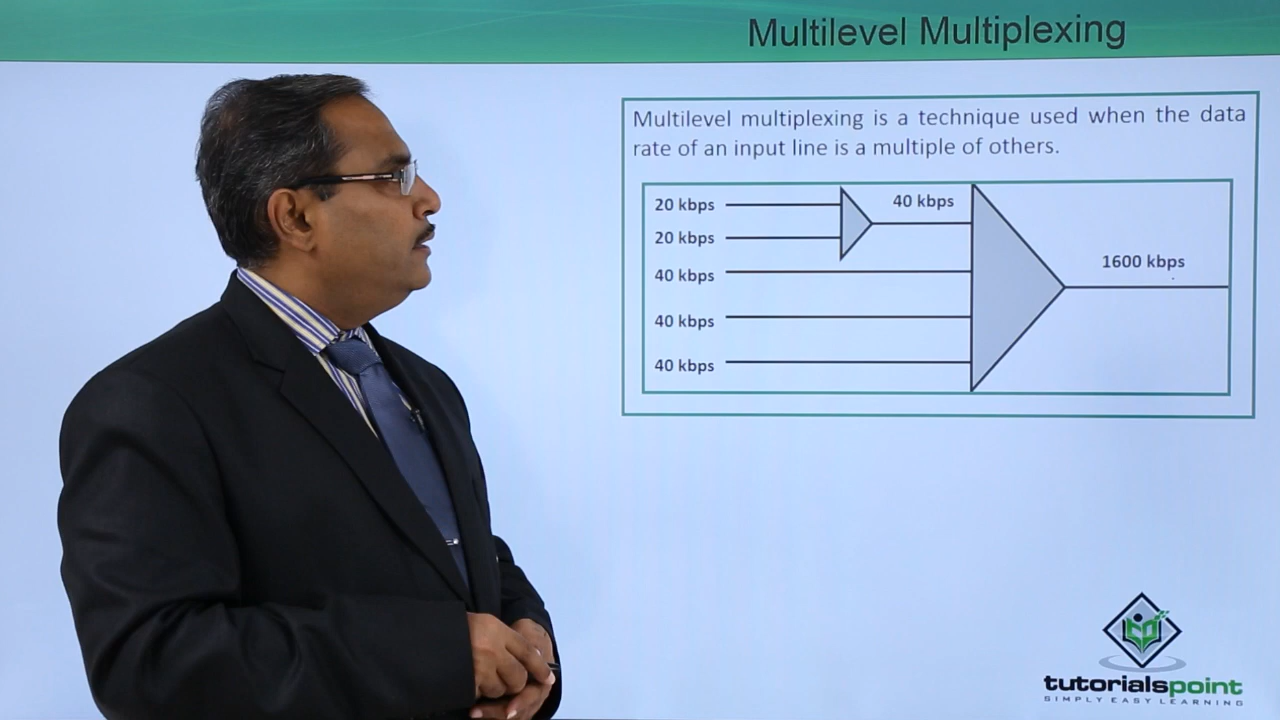 Multilevel Multiplexing
Multilevel multiplexing is a technique used when the data
rate of an input line is a multiple of others.
20 kbps
20 kbps
40 kbps
40 kbps
40 kbps
40 kbps
1600 kbps
tutorialspoint
SIMPLY EASY LEARNING